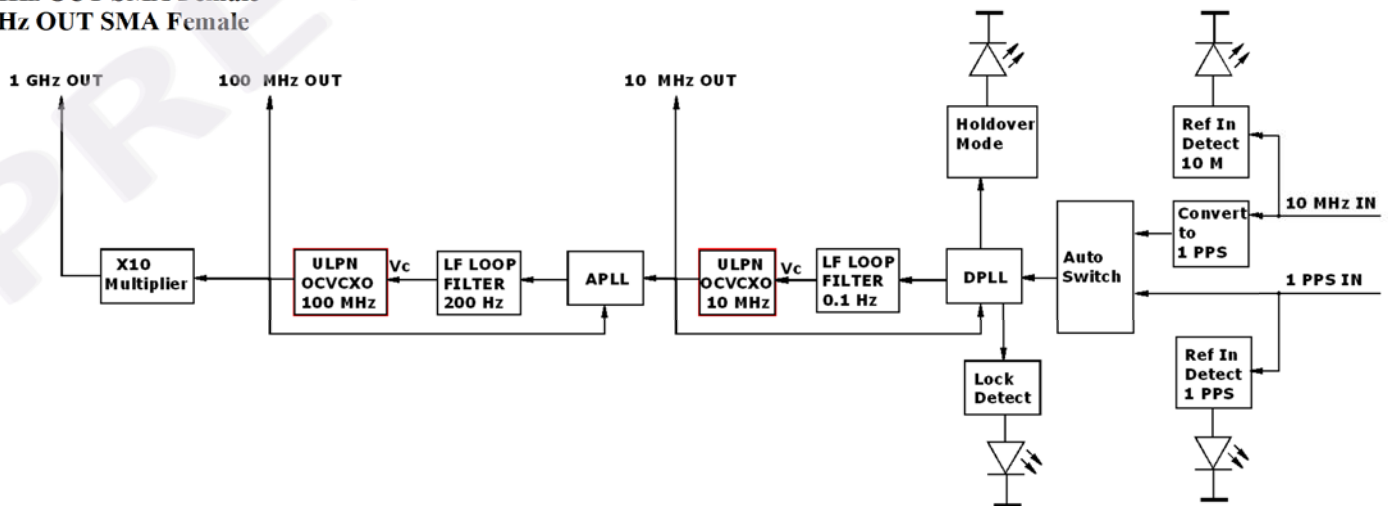 Hz OUT SMA Female
1 GHz OUT
100 MHz OUT
10 MHz OUT
Holdover
Mode
Ref In
Detect
10 M
10 MHz IN
Convert
to
1 PPS
Auto
Switch
1 PPS IN
X10
Multiplier
ULPN
OCVCXO
100 MHz
Vc
LF LOOP
FILTER
200 Hz
APLL
ULPN
OCVCXO
10 MHz
Vc
LF LOOP
FILTER
0.1 Hz
DPLL
Lock
Detect
Ref In
Detect
1 PPS
PRE